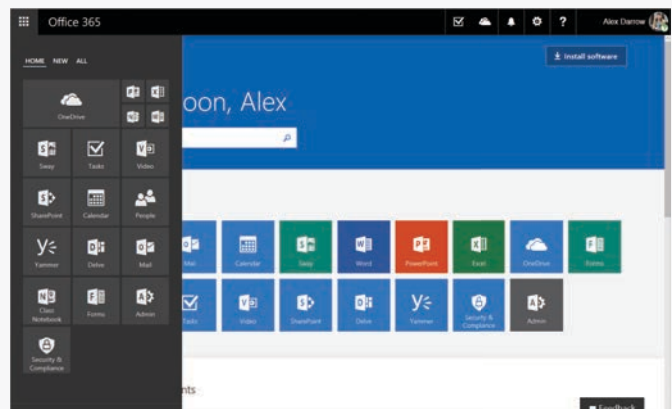 Office 365
Alex Darrow
HOME NEW ALL
Install software
oon, Alex
OneDrive
Sway Tasks Video
SharePoint Calendar People
Yammer Delve Mail
Class Notebook Forms Admin
Security & Compliance
Mail Calendar Sway Word PowerPoint Excel OneDrive Forms
Tasks Video SharePoint Delve Yammer Security & Compliance Admin
nts
Feedback